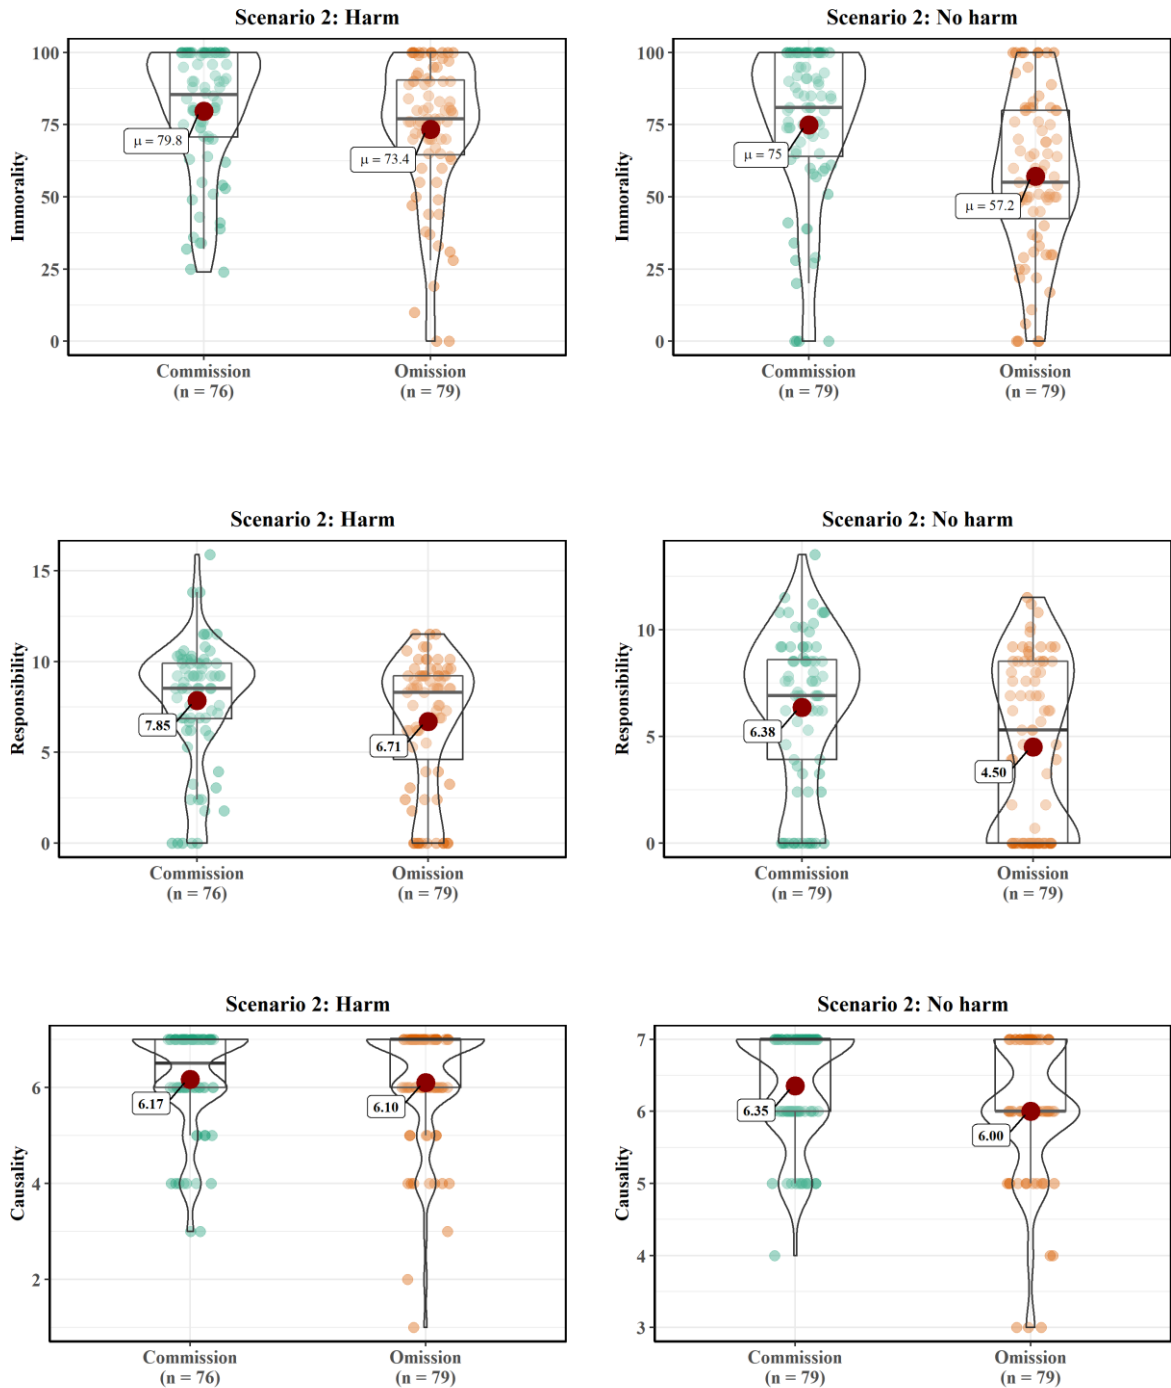 Scenario 2: Harm
Immorality
100
75
50
25
0
μ = 79.8
μ = 73.4
Commission
(n = 76)
Omission
(n = 79)
Scenario 2: No harm
Immorality
100
75
50
25
0
μ = 75
μ = 57.2
Commission
(n = 79)
Omission
(n = 79)
Scenario 2: Harm
Responsibility
15
10
5
0
7.85
6.71
Commission
(n = 76)
Omission
(n = 79)
Scenario 2: No harm
Responsibility
10
5
0
6.38
4.50
Commission
(n = 79)
Omission
(n = 79)
Scenario 2: Harm
Causality
6
4
2
6.17
6.10
Commission
(n = 76)
Omission
(n = 79)
Scenario 2: No harm
Causality
7
6
5
4
3
6.35
6.00
Commission
(n = 79)
Omission
(n = 79)